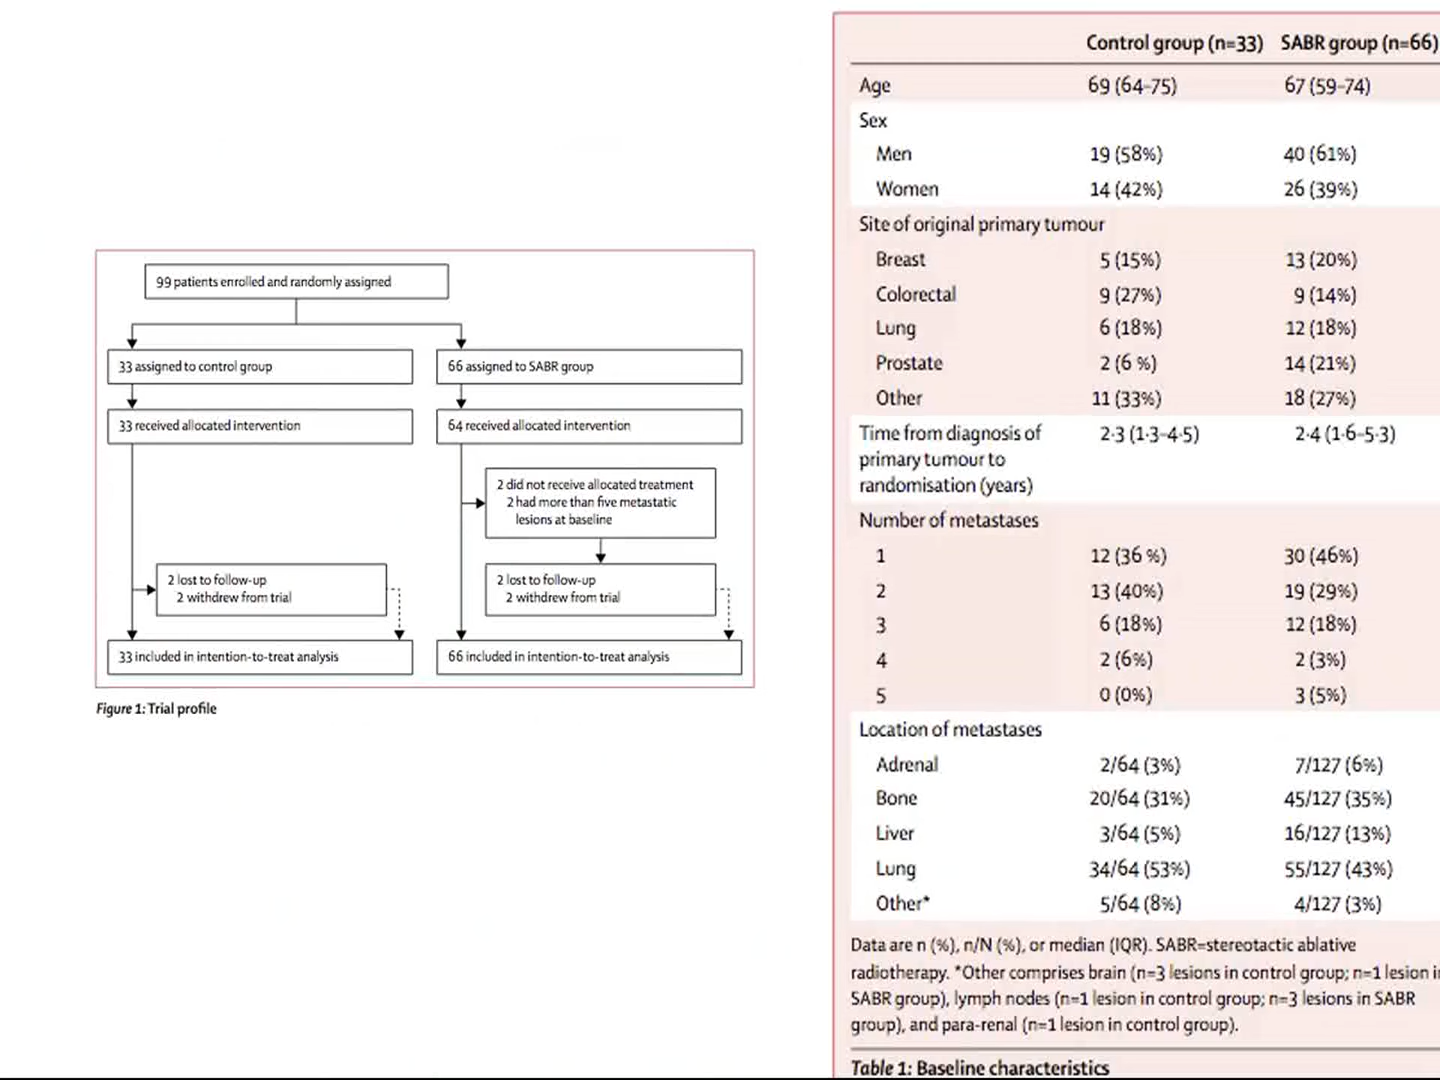 99 patients enrolled and randomly assigned
33 assigned to control group
66 assigned to SABR group
33 received allocated intervention
64 received allocated intervention
2 did not receive allocated treatment
2 had more than five metastatic
lesions at baseline
2 lost to follow-up
2 withdrew from trial
2 lost to follow-up
2 withdrew from trial
33 included in intention-to-treat analysis
66 included in intention-to-treat analysis
Figure 1: Trial profile
Control group (n=33) SABR group (n=66)
Age 69 (64–75) 67 (59–74)
Sex
Men 19 (58%) 40 (61%)
Women 14 (42%) 26 (39%)
Site of original primary tumour
Breast 5 (15%) 13 (20%)
Colorectal 9 (27%) 9 (14%)
Lung 6 (18%) 12 (18%)
Prostate 2 (6 %) 14 (21%)
Other 11 (33%) 18 (27%)
Time from diagnosis of 2·3 (1·3–4·5) 2·4 (1·6–5·3)
primary tumour to
randomisation (years)
Number of metastases
1 12 (36 %) 30 (46%)
2 13 (40%) 19 (29%)
3 6 (18%) 12 (18%)
4 2 (6%) 2 (3%)
5 0 (0%) 3 (5%)
Location of metastases
Adrenal 2/64 (3%) 7/127 (6%)
Bone 20/64 (31%) 45/127 (35%)
Liver 3/64 (5%) 16/127 (13%)
Lung 34/64 (53%) 55/127 (43%)
Other* 5/64 (8%) 4/127 (3%)
Data are n (%), n/N (%), or median (IQR). SABR=stereotactic ablative
radiotherapy. *Other comprises brain (n=3 lesions in control group; n=1 lesion in
SABR group), lymph nodes (n=1 lesion in control group; n=3 lesions in SABR
group), and para-renal (n=1 lesion in control group).
Table 1: Baseline characteristics